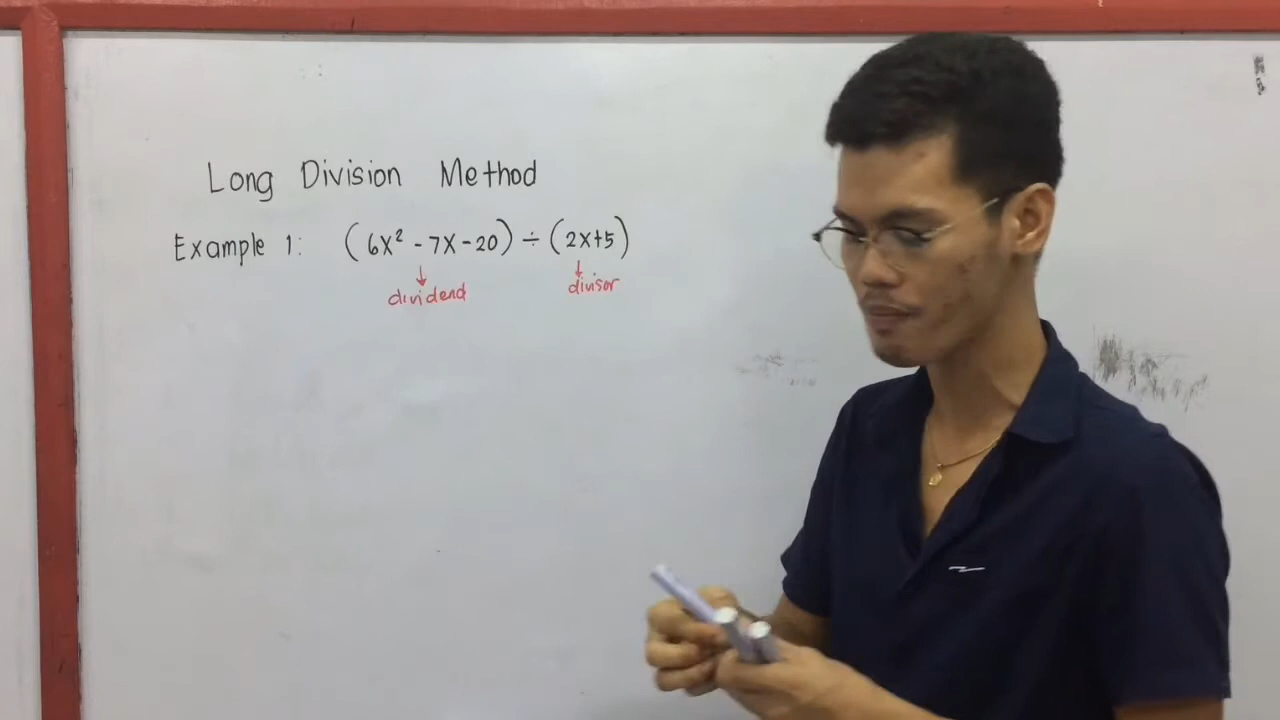 Long Division Method
Example 1: (6x² - 7x - 20) ÷ (2x+5)
dividend divisor